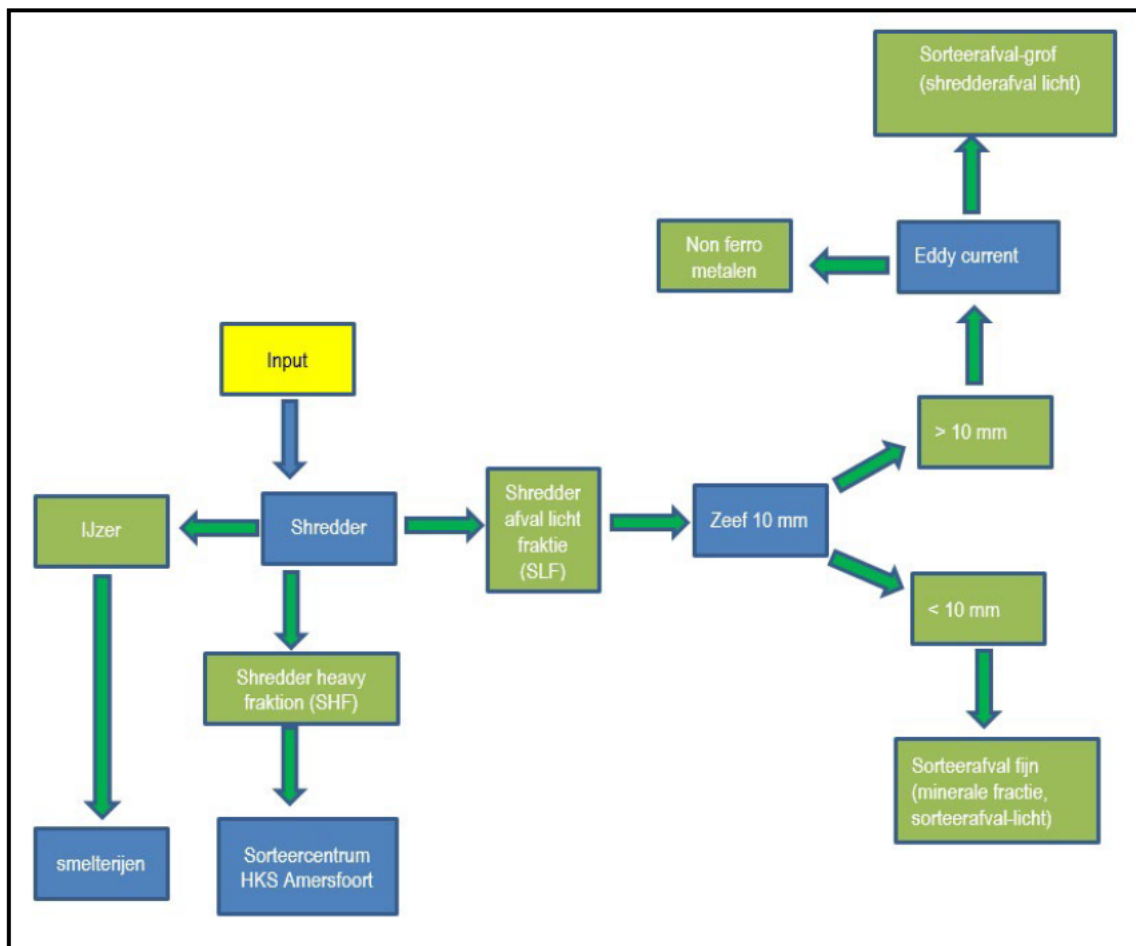 Sorteerafval-grof
(shredderafval licht)
Non ferro
metalen
Eddy current
Input
> 10 mm
IJzer
Shredder
Shredder
afval licht
fraktie
(SLF)
Zeef 10 mm
< 10 mm
Shredder heavy
fraktion (SHF)
Sorteerafval fijn
(minerale fractie,
sorteerafval-licht)
smelterijen
Sorteercentrum
HKS Amersfoort